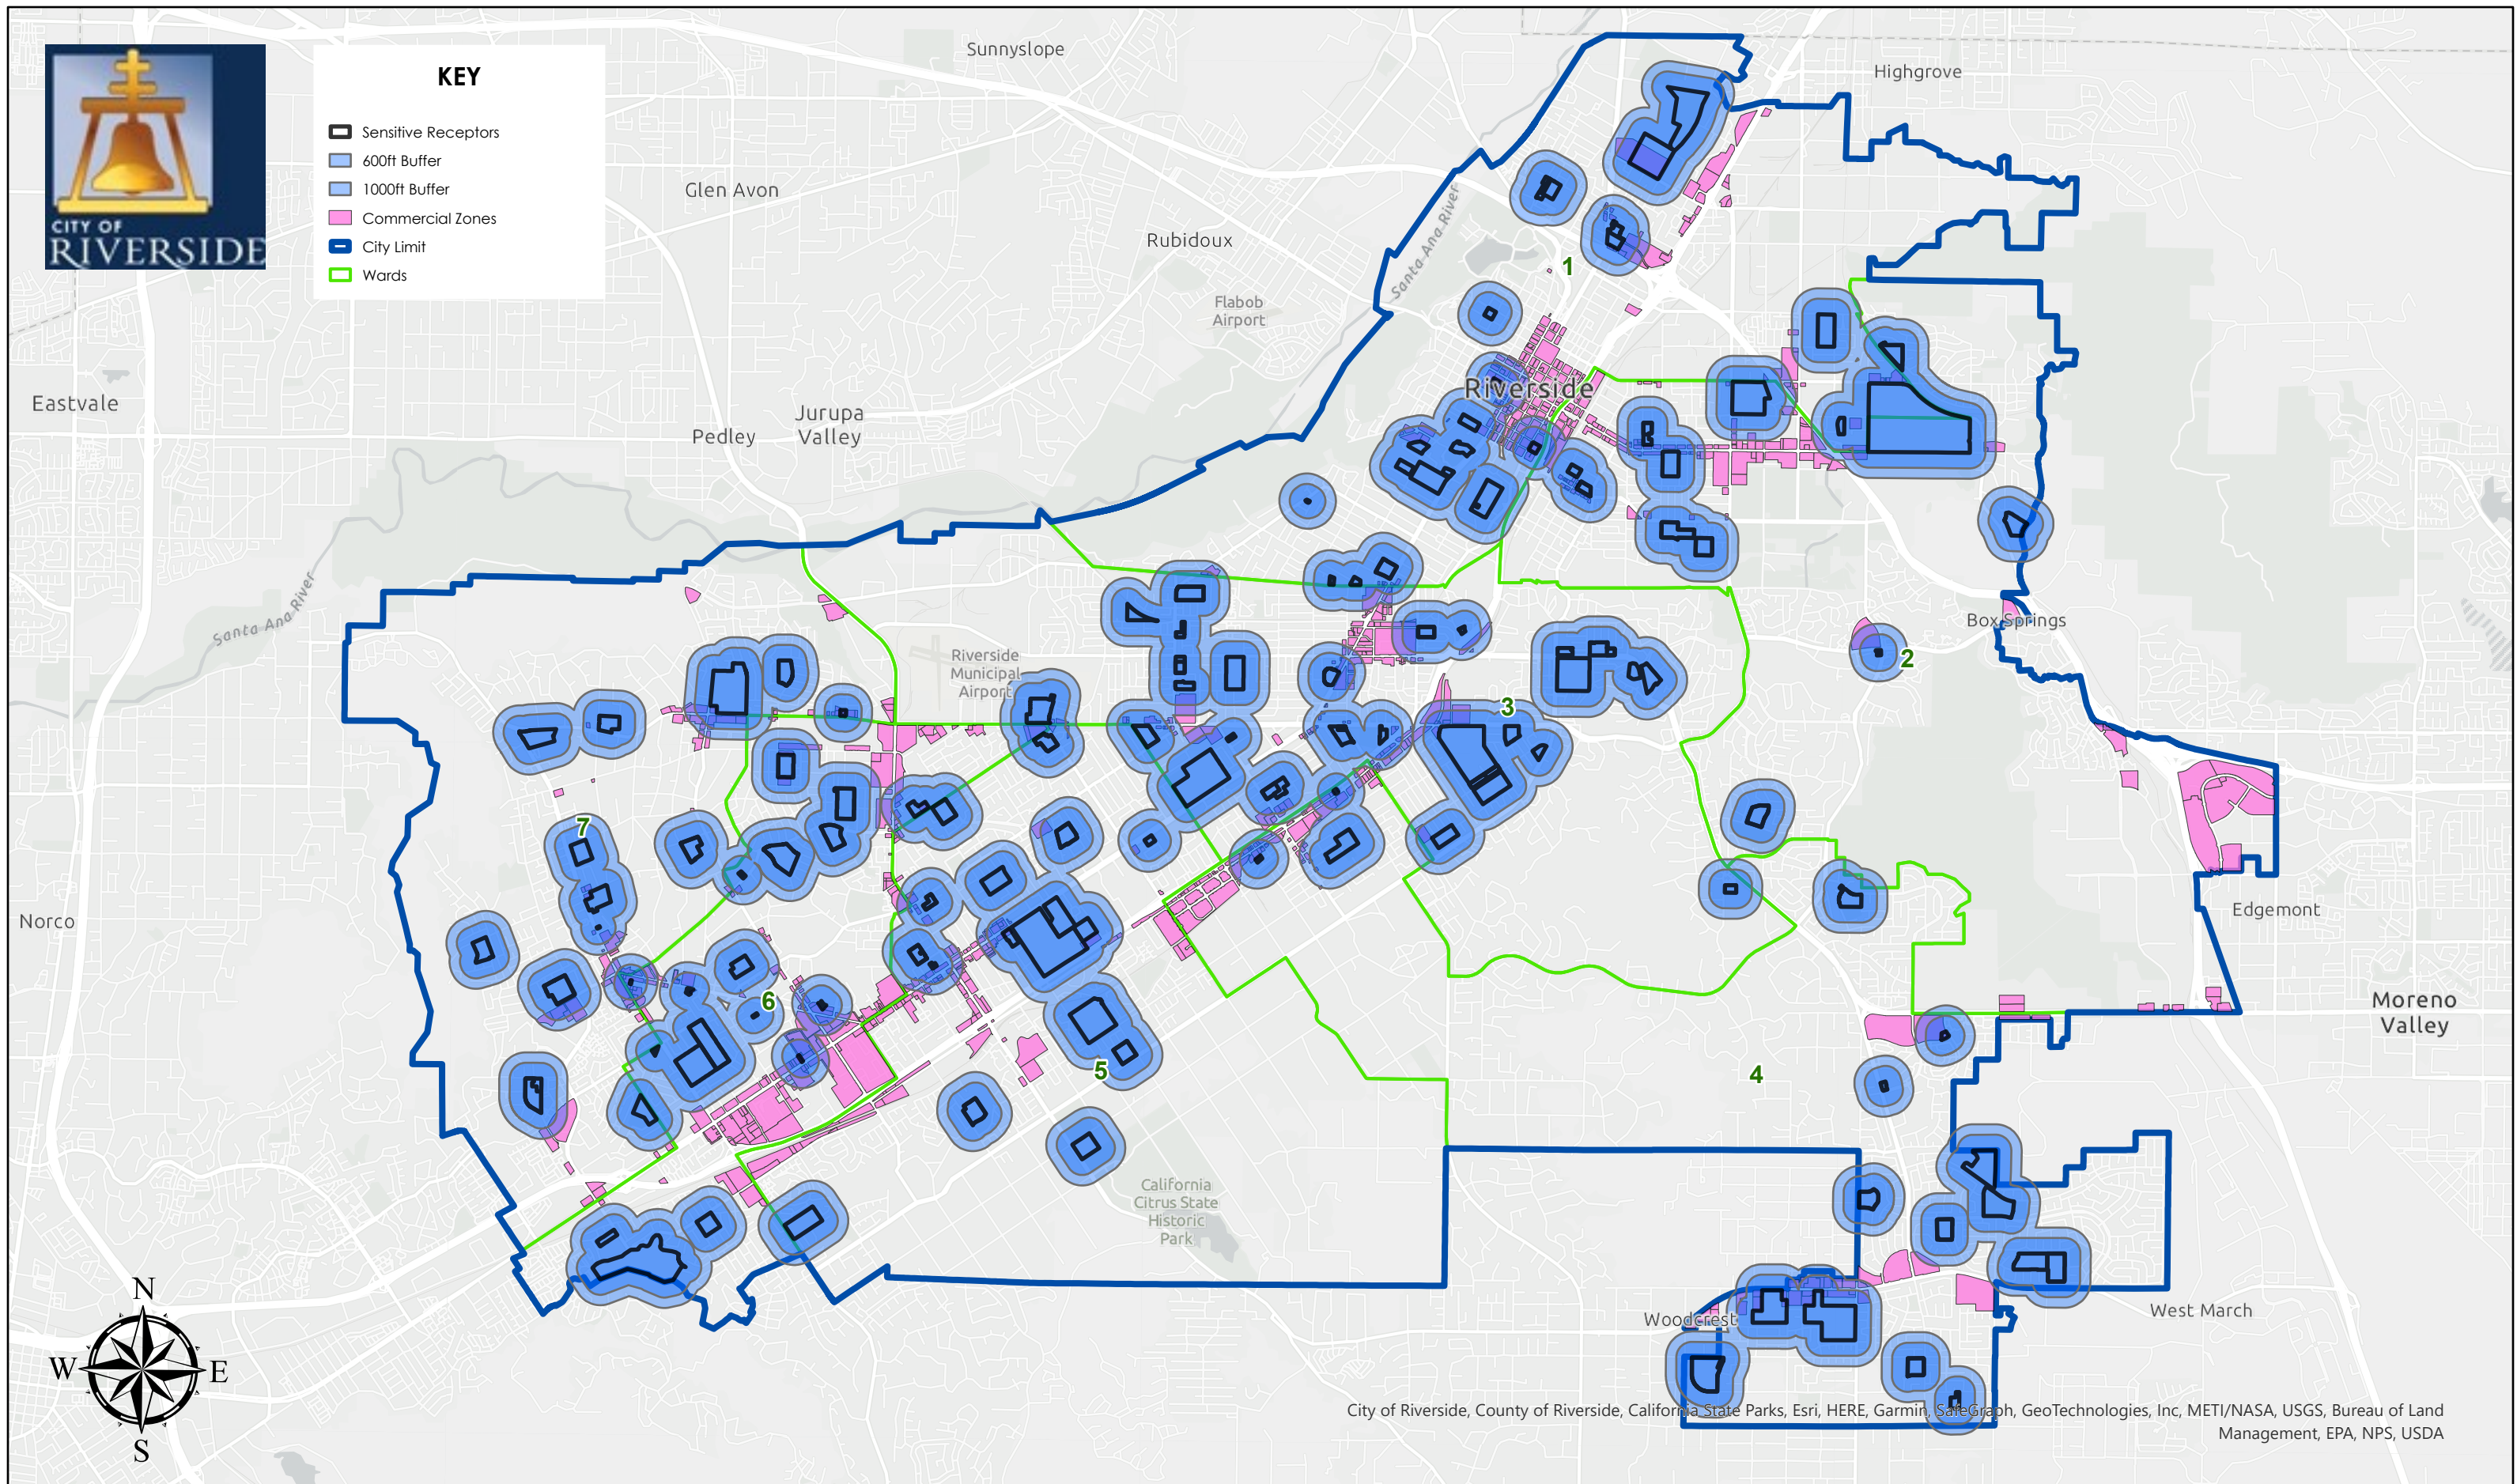 CITY OF
RIVERSIDE
KEY
Sensitive Receptors
600ft Buffer
1000ft Buffer
Commercial Zones
City Limit
Wards
Sunnyslope
Highgrove
Glen Avon
Rubidoux
Santa Ana River
1
Flabob
Airport
Riverside
Eastvale
Jurupa
Valley
Pedley
Santa Ana River
Box Springs
2
Riverside
Municipal
Airport
3
7
Norco
Edgemont
6
Moreno
Valley
5
4
California
Citrus State
Historic
Park
Woodcrest
West March
N
W
E
S
City of Riverside, County of Riverside, California State Parks, Esri, HERE, Garmin, SafeGraph, GeoTechnologies, Inc, METI/NASA, USGS, Bureau of Land
Management, EPA, NPS, USDA